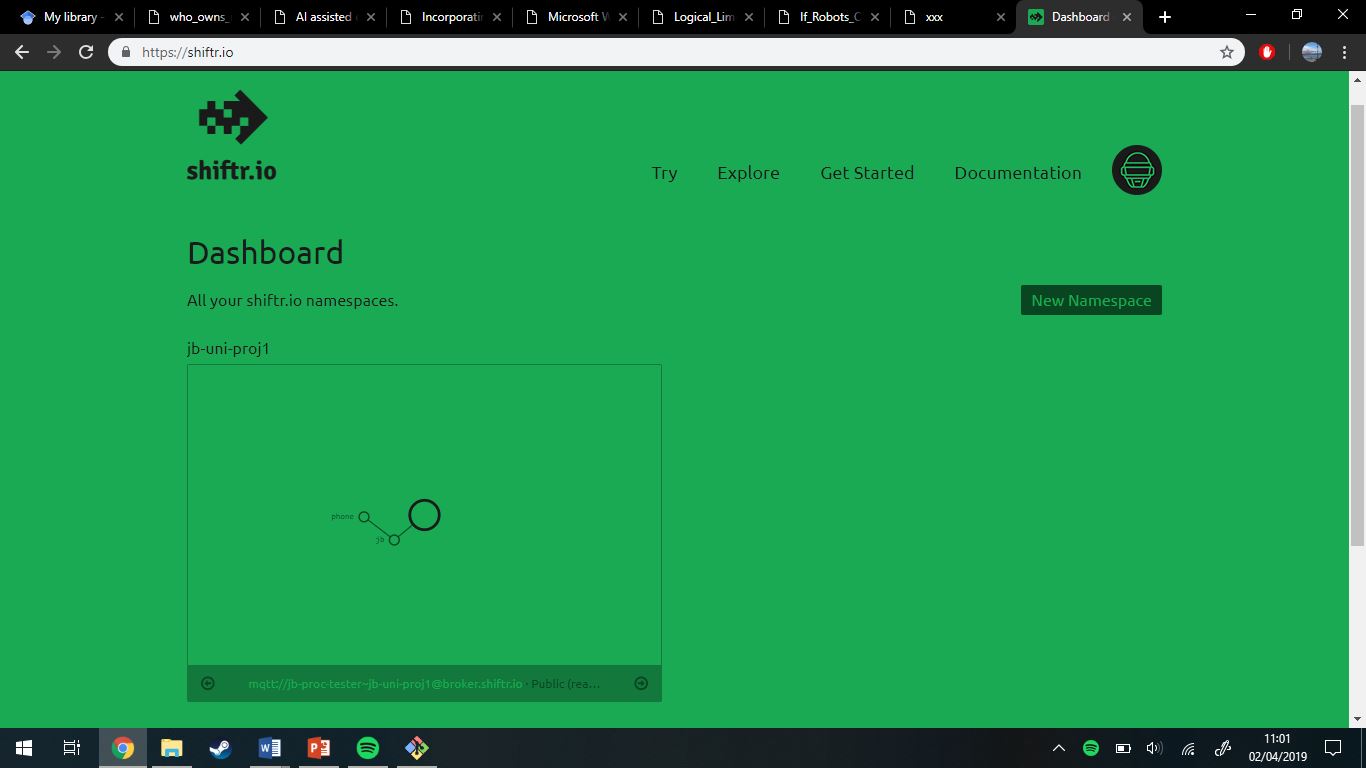 My library -
who_owns_
AI assisted
Incorporatin
Microsoft W
Logical_Lim
If_Robots_C
xxx
Dashboard
https://shiftr.io
shiftr.io
Try
Explore
Get Started
Documentation
Dashboard
All your shiftr.io namespaces.
New Namespace
jb-uni-proj1
phone
jb
mqtt://jb-proc-tester~jb-uni-proj1@broker.shiftr.io · Public (rea...
11:01
02/04/2019